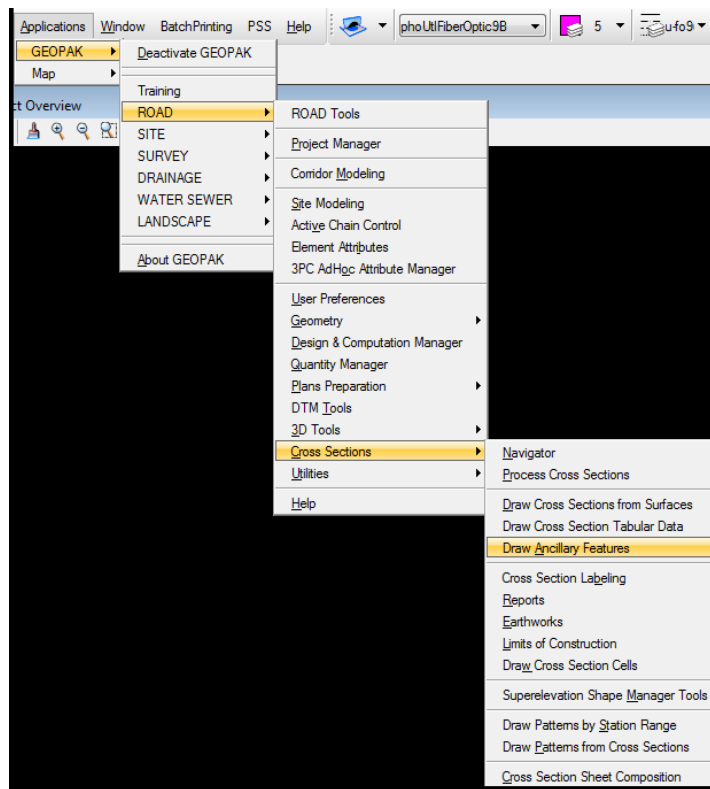 Applications Window BatchPrinting PSS Help phoUtlFiberOptic9B 5 ufo9
GEOPAK
Map
ct Overview
Deactivate GEOPAK
Training
ROAD
SITE
SURVEY
DRAINAGE
WATER SEWER
LANDSCAPE
About GEOPAK
ROAD Tools
Project Manager
Corridor Modeling
Site Modeling
Active Chain Control
Element Attributes
3PC AdHoc Attribute Manager
User Preferences
Geometry
Design & Computation Manager
Quantity Manager
Plans Preparation
DTM Tools
3D Tools
Cross Sections
Utilities
Help
Navigator
Process Cross Sections
Draw Cross Sections from Surfaces
Draw Cross Section Tabular Data
Draw Ancillary Features
Cross Section Labeling
Reports
Earthworks
Limits of Construction
Draw Cross Section Cells
Superelevation Shape Manager Tools
Draw Patterns by Station Range
Draw Patterns from Cross Sections
Cross Section Sheet Composition